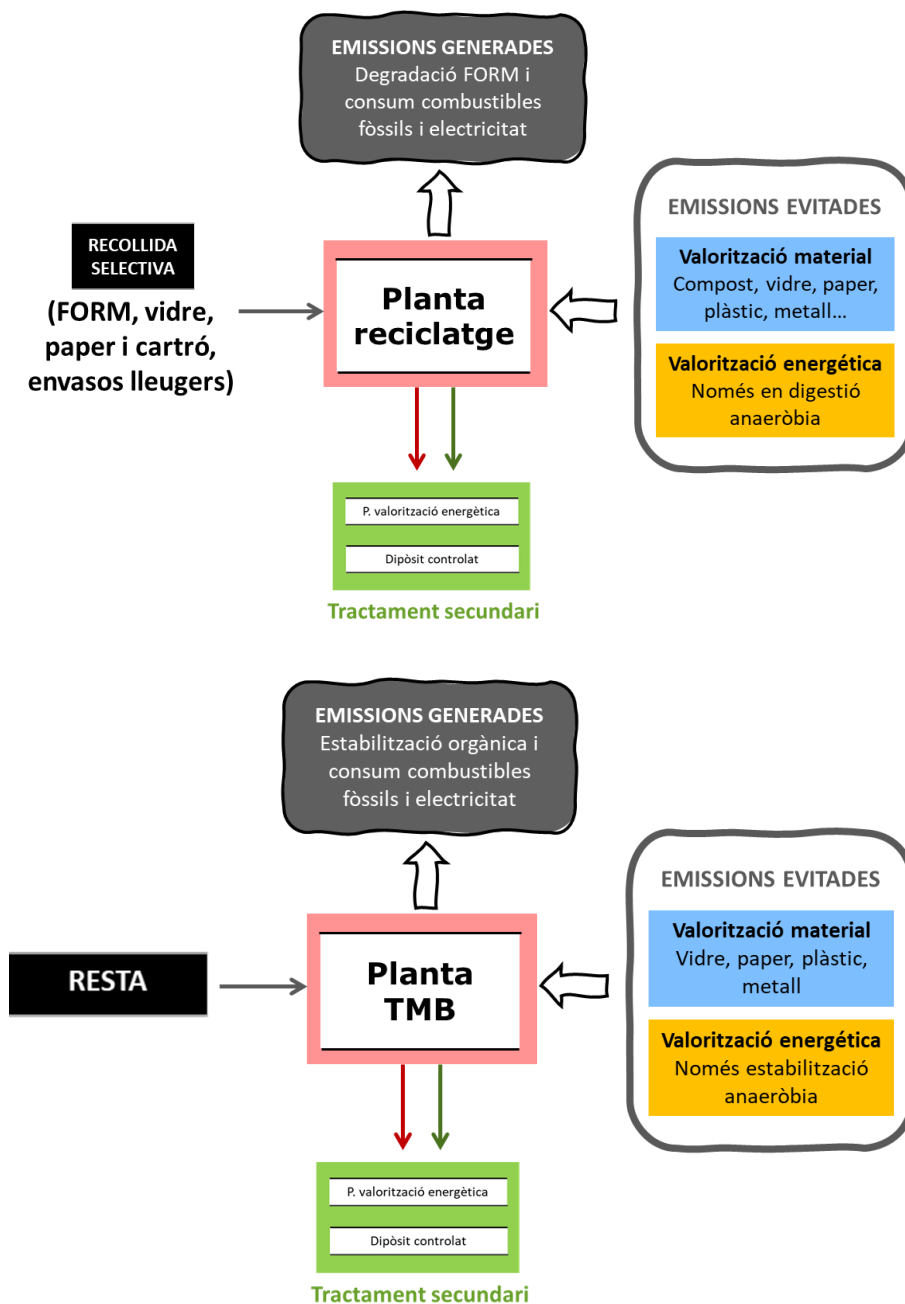 EMISSIONS GENERADES
Degradació FORM i
consum combustibles
fòssils i electricitat
RECOLLIDA
SELECTIVA
(FORM, vidre,
paper i cartró,
envasos lleugers)
Planta
reciclatge
EMISSIONS EVITADES
Valorització material
Compost, vidre, paper,
plàstic, metall...
Valorització energética
Només en digestió
anaeròbia
P. valorització energètica
Dipòsit controlat
Tractament secundari
EMISSIONS GENERADES
Estabilització orgànica i
consum combustibles
fòssils i electricitat
RESTA
Planta
TMB
EMISSIONS EVITADES
Valorització material
Vidre, paper, plàstic,
metall
Valorització energética
Només estabilització
anaeròbia
P. valorització energètica
Dipòsit controlat
Tractament secundari